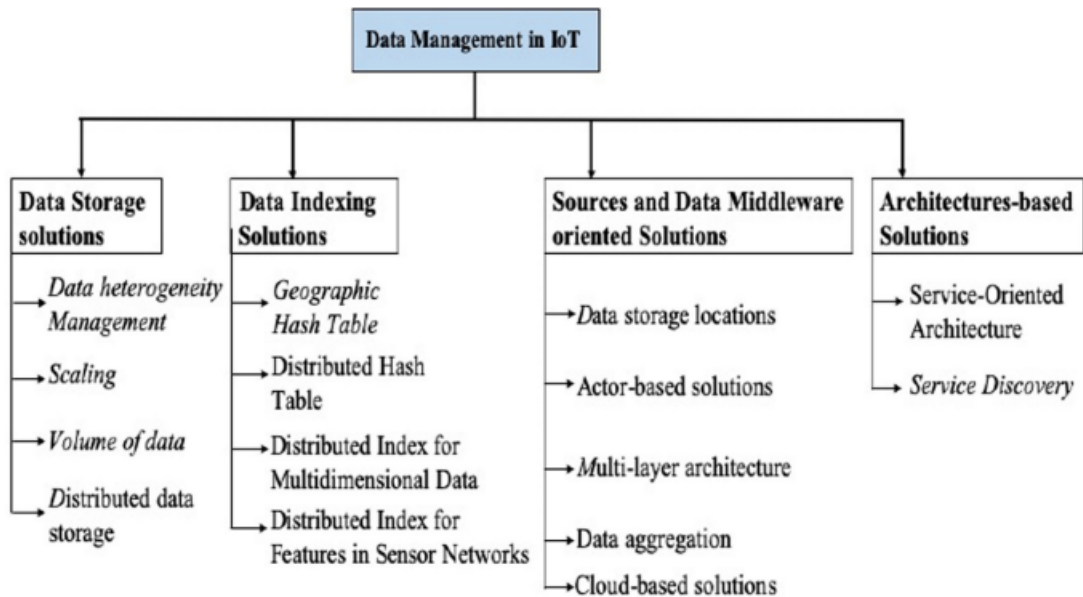 Data Management in IoT
Data Storage
solutions
Data heterogeneity
Management
Scaling
Volume of data
Distributed data
storage
Data Indexing
Solutions
Geographic
Hash Table
Distributed Hash
Table
Distributed Index for
Multidimensional Data
Distributed Index for
Features in Sensor Networks
Sources and Data Middleware
oriented Solutions
Data storage locations
Actor-based solutions
Multi-layer architecture
Data aggregation
Cloud-based solutions
Architectures-based
Solutions
Service-Oriented
Architecture
Service Discovery